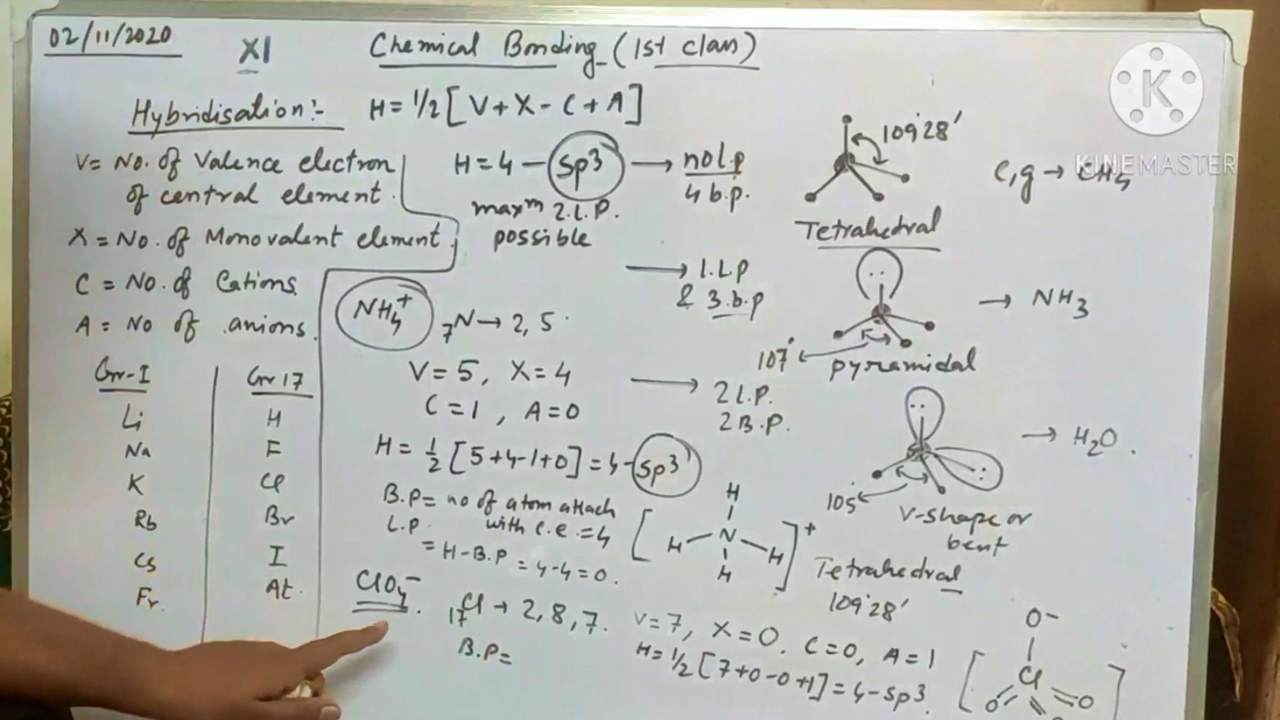 02/11/2020
XI
Chemical Bonding (1st class)
Hybridisation:- H = 1/2 [ V + X - C + A ]
V = No. of valence electron
of central element.
X = No. of Monovalent element.
C = No. of Cations
A = No of anions.
Gr-I Gr 17
Li H
Na F
K Cl
Rb Br
Cs I
Fr. At.
H = 4 — sp3 → no l.p
4 b.p.
maxm 2.L.P.
possible
109°28'
Tetrahedral
C,g → CH4
K
KINEMASTER
→ 1.L.P
& 3.b.p
107°
pyramidal
→ NH3
→ 2 L.P.
2 B.P.
105°
V-shape or
bent
→ H2O.
NH4+
7N → 2, 5
V = 5, X = 4
C = 1, A = 0
H = 1/2 [5+4-1+0] = 4 - sp3
B.P = no of atom attach
with c.e. = 4
L.P.
= H - B.P = 4-4 = 0.
[ H
H N H
H ]+
Tetrahedral
109°28'
ClO4-.
17Cl → 2, 8, 7.
B.P =
V = 7, X = 0. C = 0, A = 1
H = 1/2 [7+0-0+1] = 4 - sp3.
[ O-
Cl
O O ]